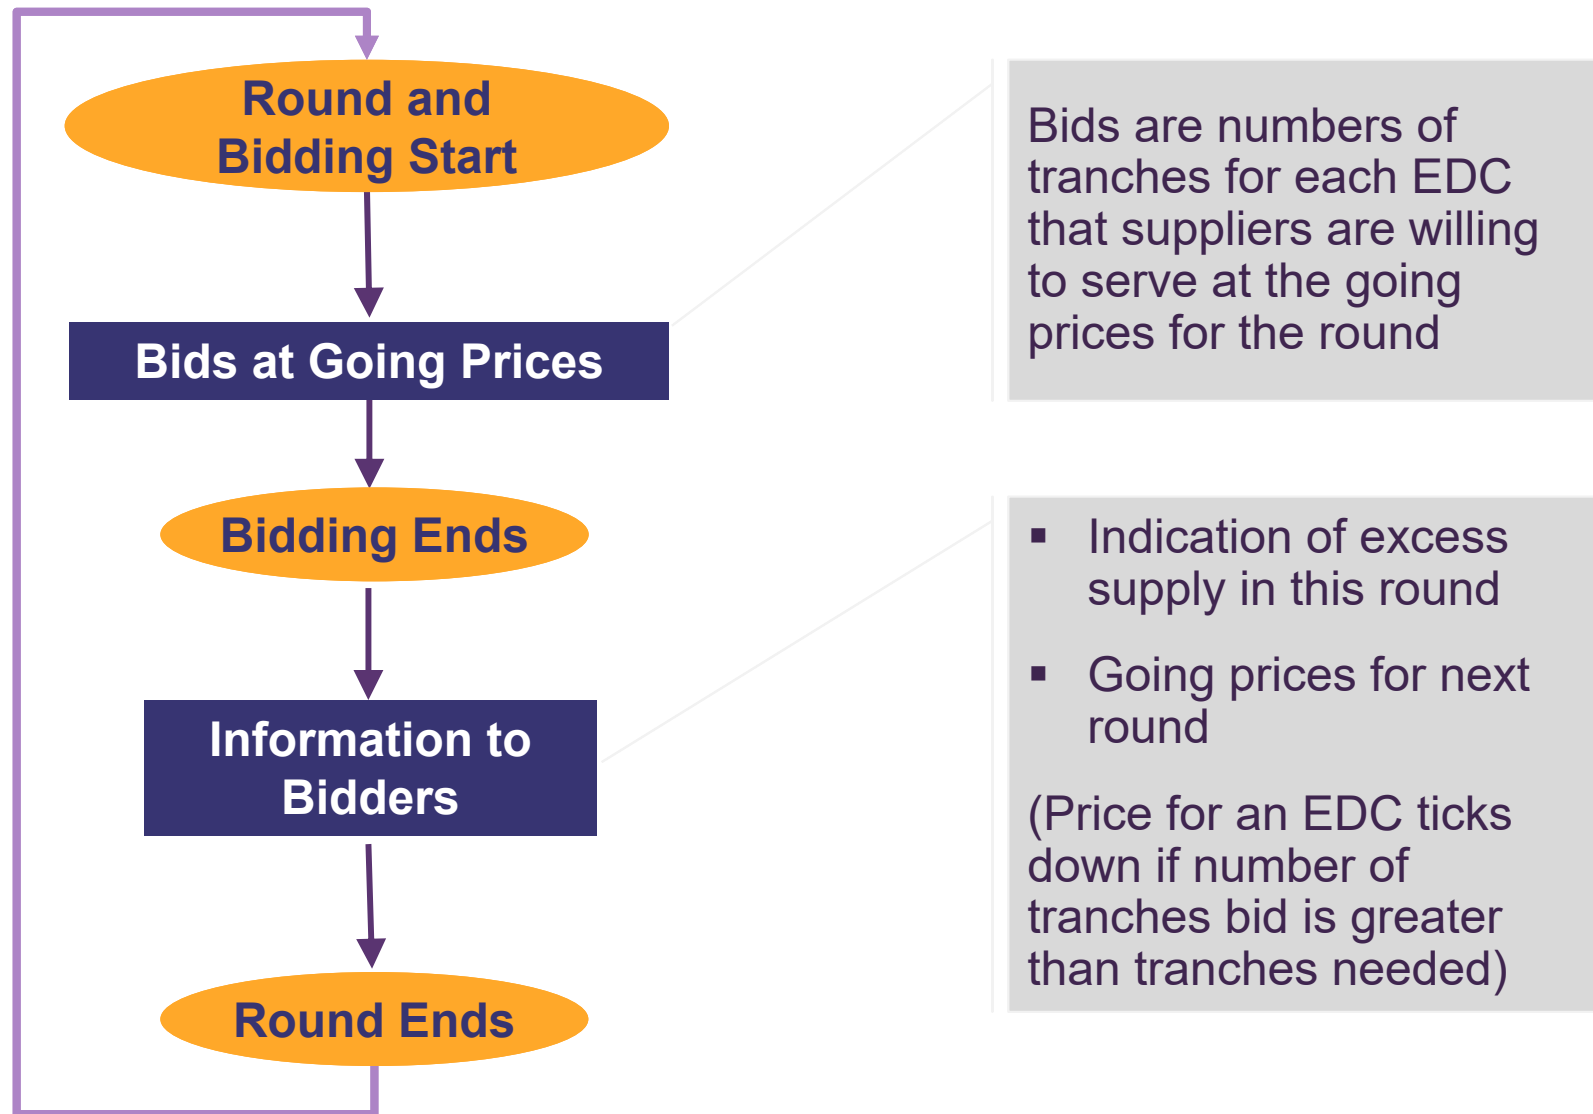 Round and
Bidding Start
Bids at Going Prices
Bidding Ends
Information to
Bidders
Round Ends
Bids are numbers of
tranches for each EDC
that suppliers are willing
to serve at the going
prices for the round
▪ Indication of excess
supply in this round
▪ Going prices for next
round
(Price for an EDC ticks
down if number of
tranches bid is greater
than tranches needed)